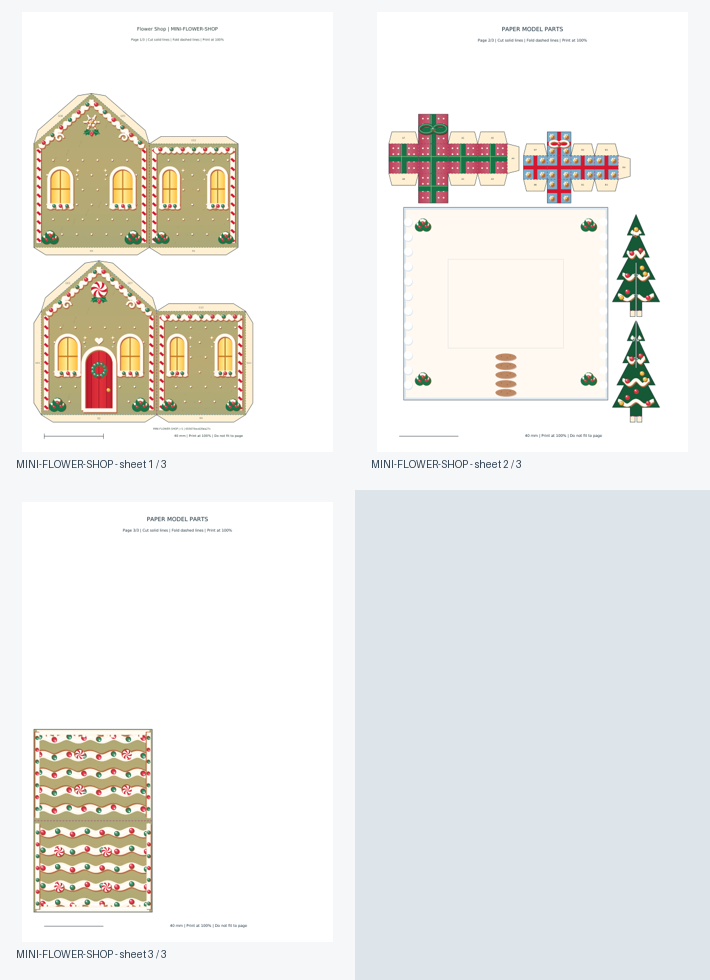 Flower Shop | MINI-FLOWER-SHOP
Page 1/3 | Cut solid lines | Fold dashed lines | Print at 100%
40 mm | Print at 100% | Do not fit to page
MINI-FLOWER-SHOP - sheet 1 / 3
PAPER MODEL PARTS
Page 2/3 | Cut solid lines | Fold dashed lines | Print at 100%
40 mm | Print at 100% | Do not fit to page
MINI-FLOWER-SHOP - sheet 2 / 3
PAPER MODEL PARTS
Page 3/3 | Cut solid lines | Fold dashed lines | Print at 100%
40 mm | Print at 100% | Do not fit to page
MINI-FLOWER-SHOP - sheet 3 / 3